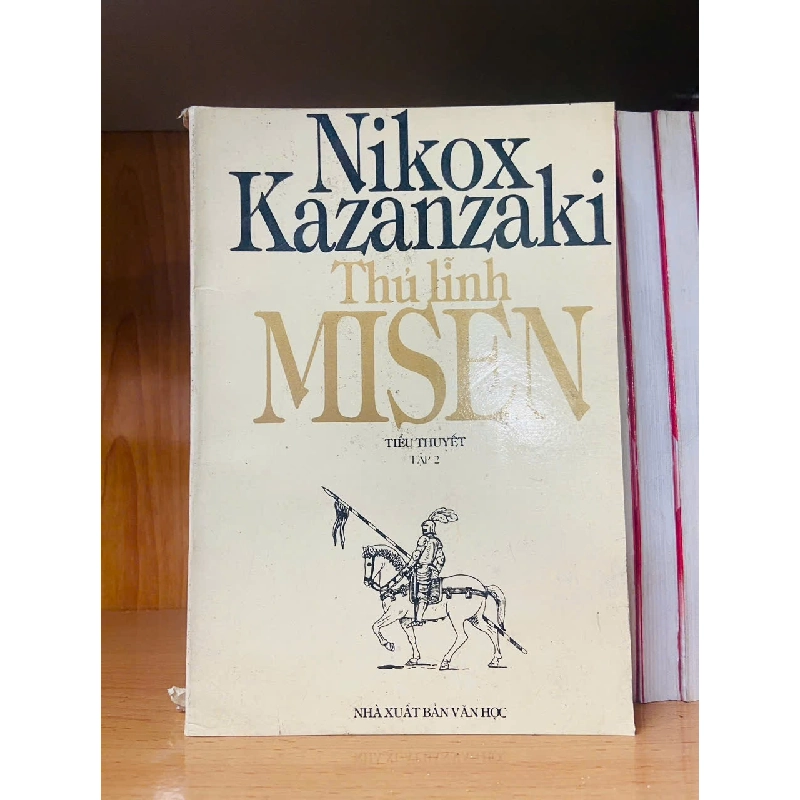 Nikox
Kazanzaki
Thủ lĩnh
MISEN
TIỂU THUYẾT
TẬP 2
NHÀ XUẤT BẢN VĂN HỌC